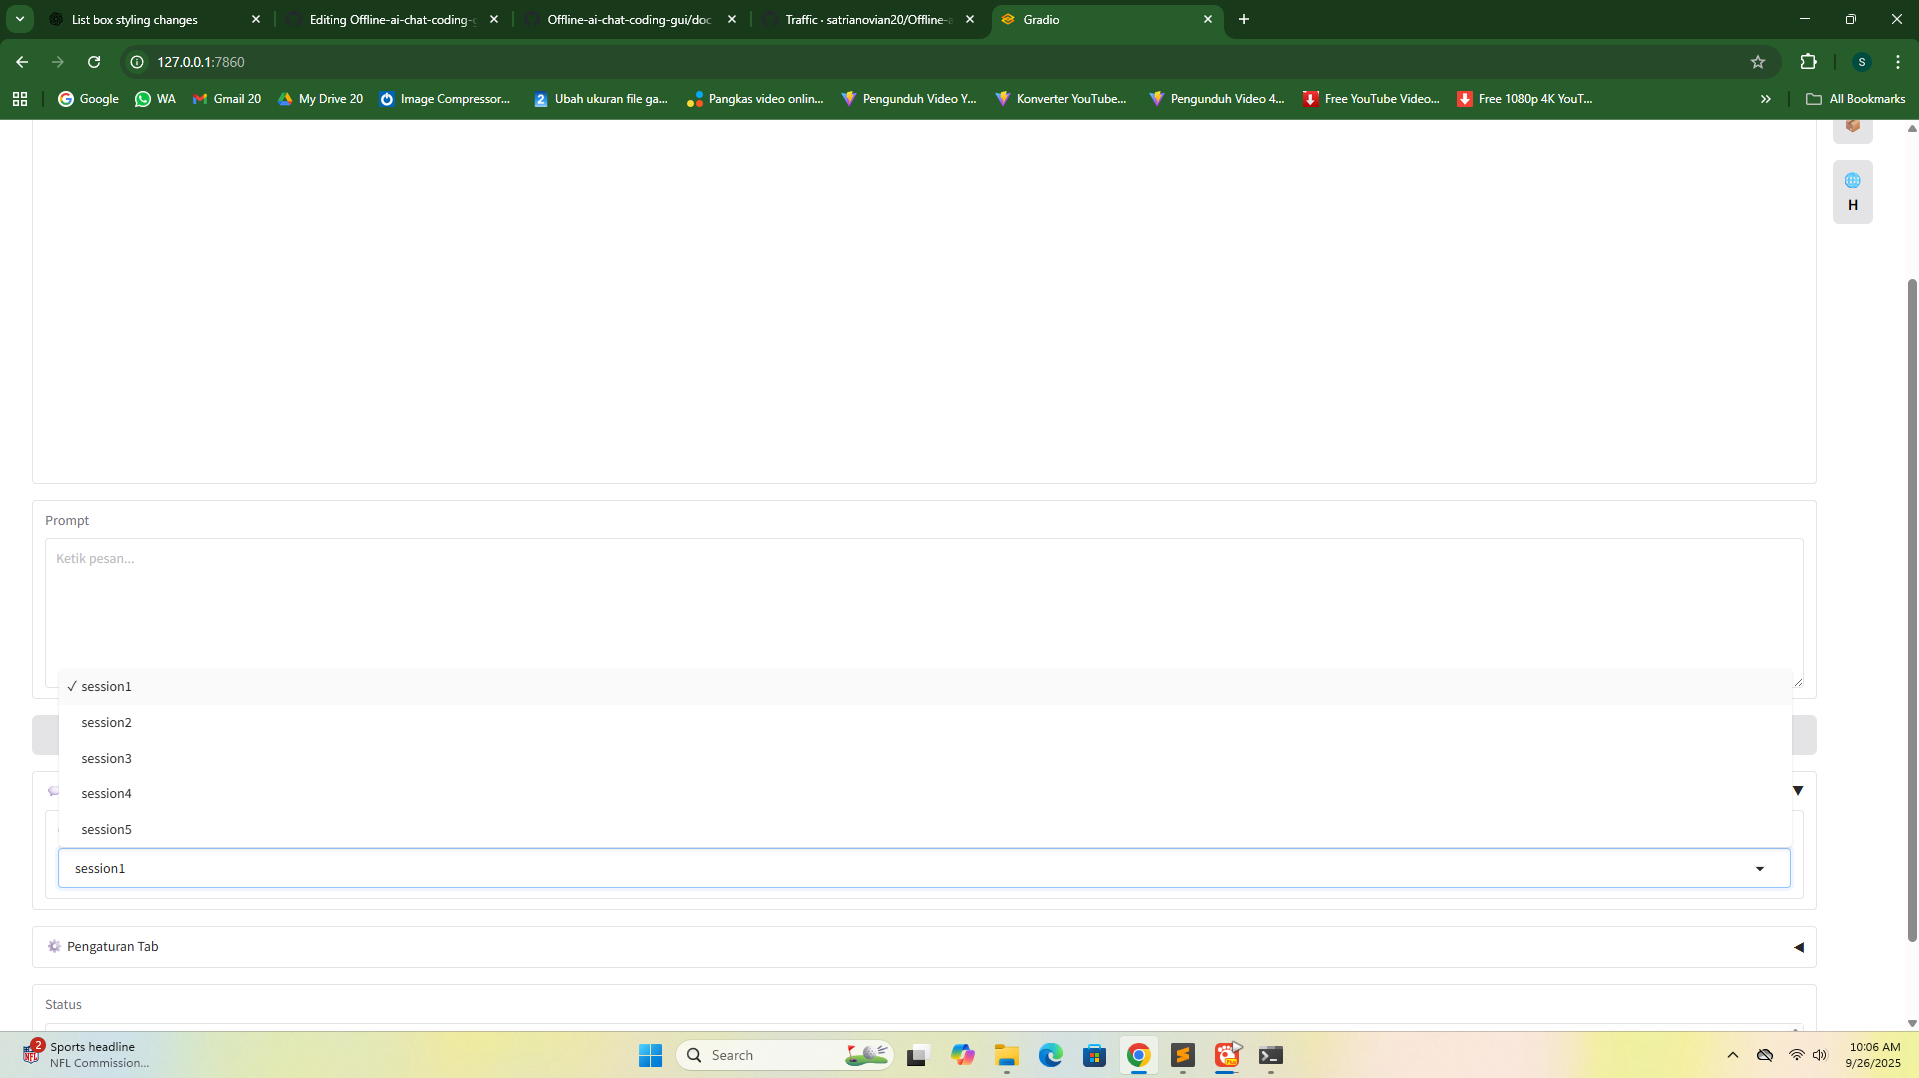 List box styling changes
Editing Offline-ai-chat-coding-g
Offline-ai-chat-coding-gui/doc
Traffic · satrianovian20/Offline-a
Gradio
127.0.0.1:7860
S
Google
WA
Gmail 20
My Drive 20
Image Compressor...
Ubah ukuran file ga...
Pangkas video onlin...
Pengunduh Video Y...
Konverter YouTube...
Pengunduh Video 4...
Free YouTube Video...
Free 1080p 4K YouT...
All Bookmarks
H
Prompt
Ketik pesan...
✓ session1
session2
session3
session4
session5
session1
Pengaturan Tab
Status
2
Sports headline
NFL Commission...
Search
10:06 AM
9/26/2025